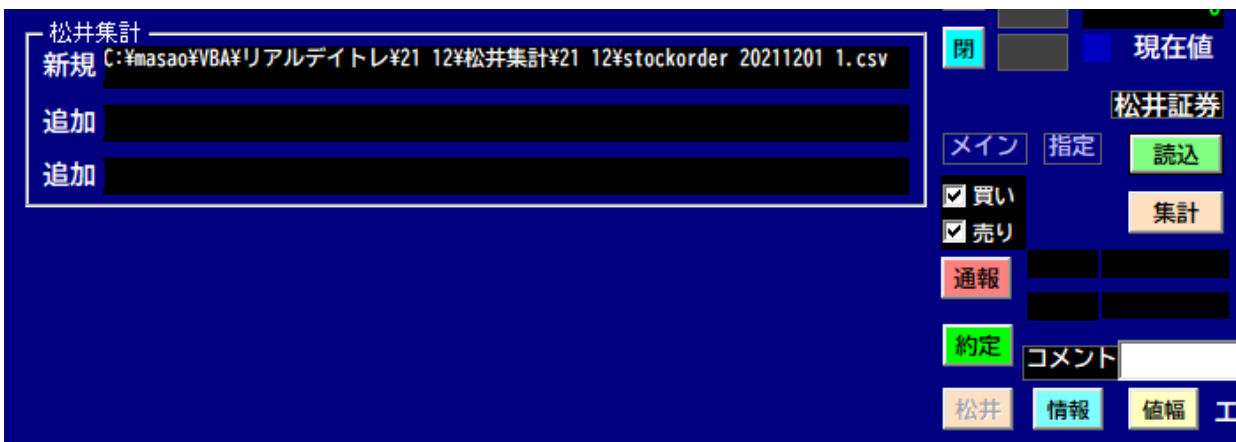 松井集計
新規 C:¥masao¥VBA¥リアルデイトレ¥21 12¥松井集計¥21 12¥stockorder 20211201 1.csv
追加
追加
閉
現在値
松井証券
メイン 指定 読込
買い
集計
売り
通報
約定
コメント
松井 情報 値幅